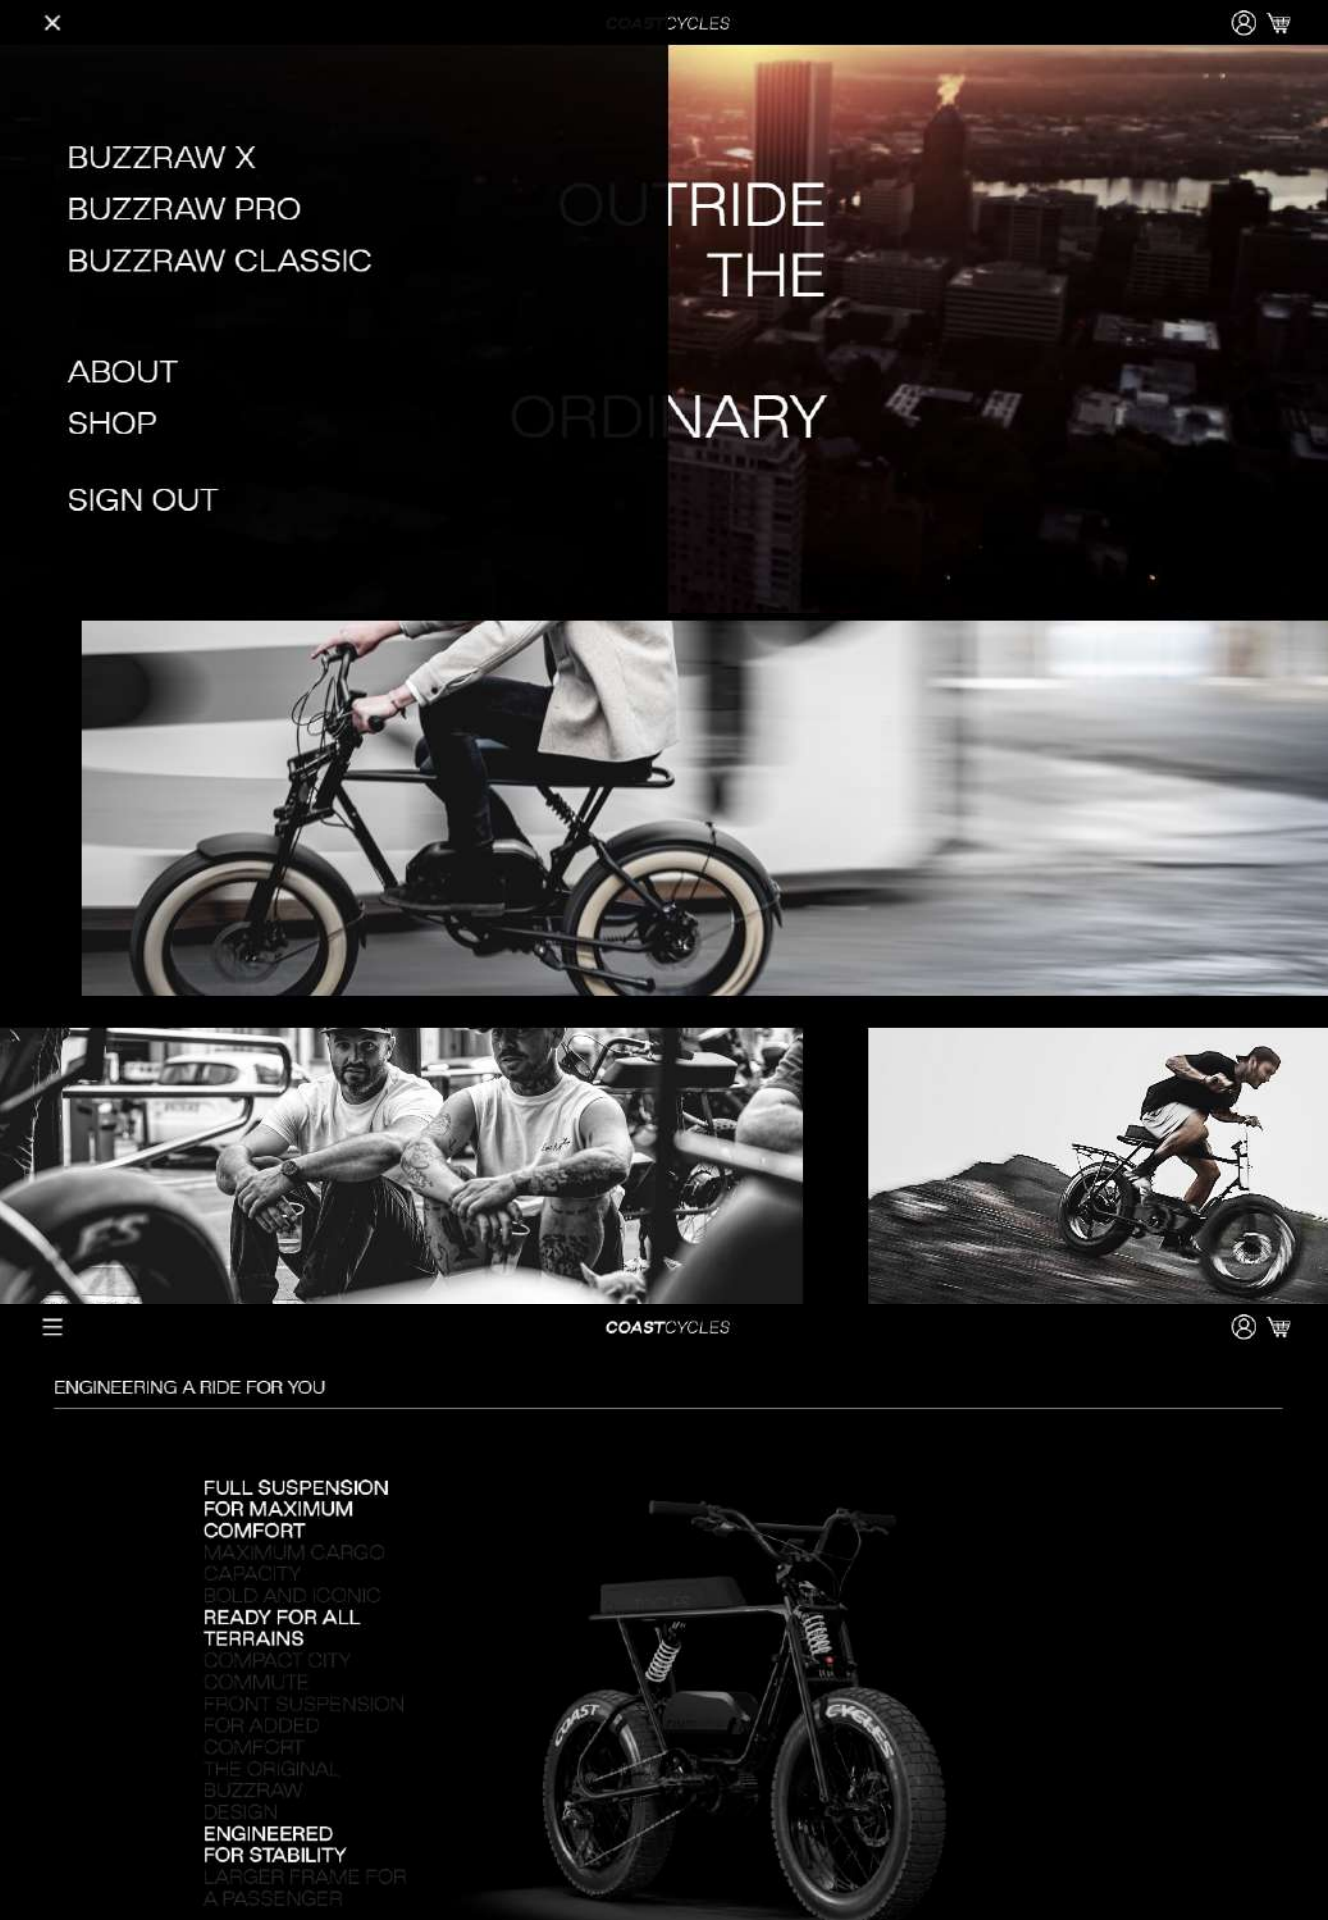 COASTCYCLES
BUZZRAW X
BUZZRAW PRO
BUZZRAW CLASSIC
ABOUT
SHOP
SIGN OUT
OUTRIDE
THE
ORDINARY
COASTCYCLES
ENGINEERING A RIDE FOR YOU
FULL SUSPENSION
FOR MAXIMUM
COMFORT
MAXIMUM CARGO
CAPACITY
BOLD AND ICONIC
READY FOR ALL
TERRAINS
COMPACT CITY
COMMUTE
FRONT SUSPENSION
FOR ADDED
COMFORT
THE ORIGINAL
BUZZRAW
DESIGN
ENGINEERED
FOR STABILITY
LARGER FRAME FOR
A PASSENGER
COAST
CYCLES